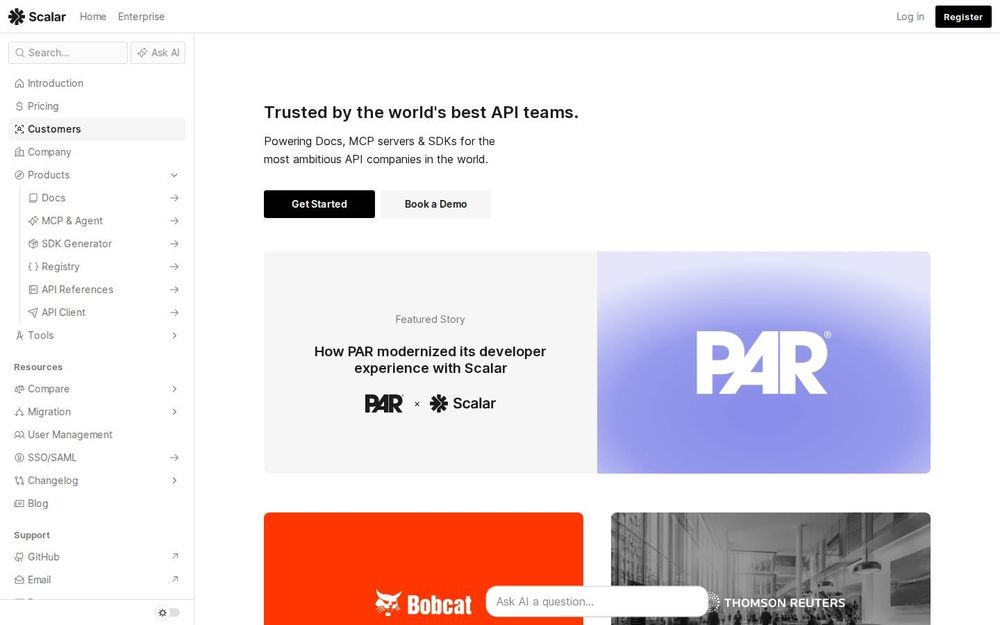 Scalar
Home
Enterprise
Log in
Register
Search...
Ask AI
Introduction
Pricing
Customers
Company
Products
Docs
MCP & Agent
SDK Generator
Registry
API References
API Client
Tools
Resources
Compare
Migration
User Management
SSO/SAML
Changelog
Blog
Support
GitHub
Email
Trusted by the world's best API teams.
Powering Docs, MCP servers & SDKs for the
most ambitious API companies in the world.
Get Started
Book a Demo
Featured Story
How PAR modernized its developer
experience with Scalar
PAR × Scalar
PAR®
Bobcat
Ask AI a question...
THOMSON REUTERS